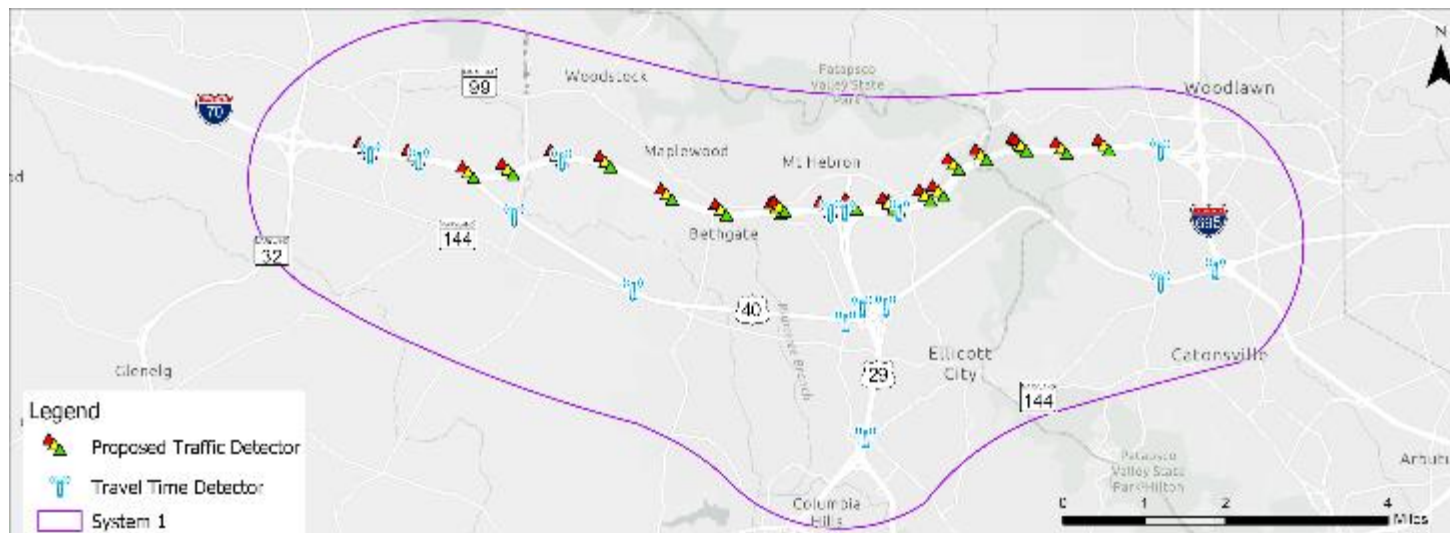 N
99
Woodstock
Patapsco
Valley State
Park
Woodlawn
70
Maplewood
Mt Hebron
144
Bethgate
695
32
40
Ellicott
City
Catonsville
Glenelg
29
144
Legend
Proposed Traffic Detector
Travel Time Detector
System 1
Patapsco
Valley State
Park-Hilton
Arbutu
Columbia
Hills
0
2
4
Miles